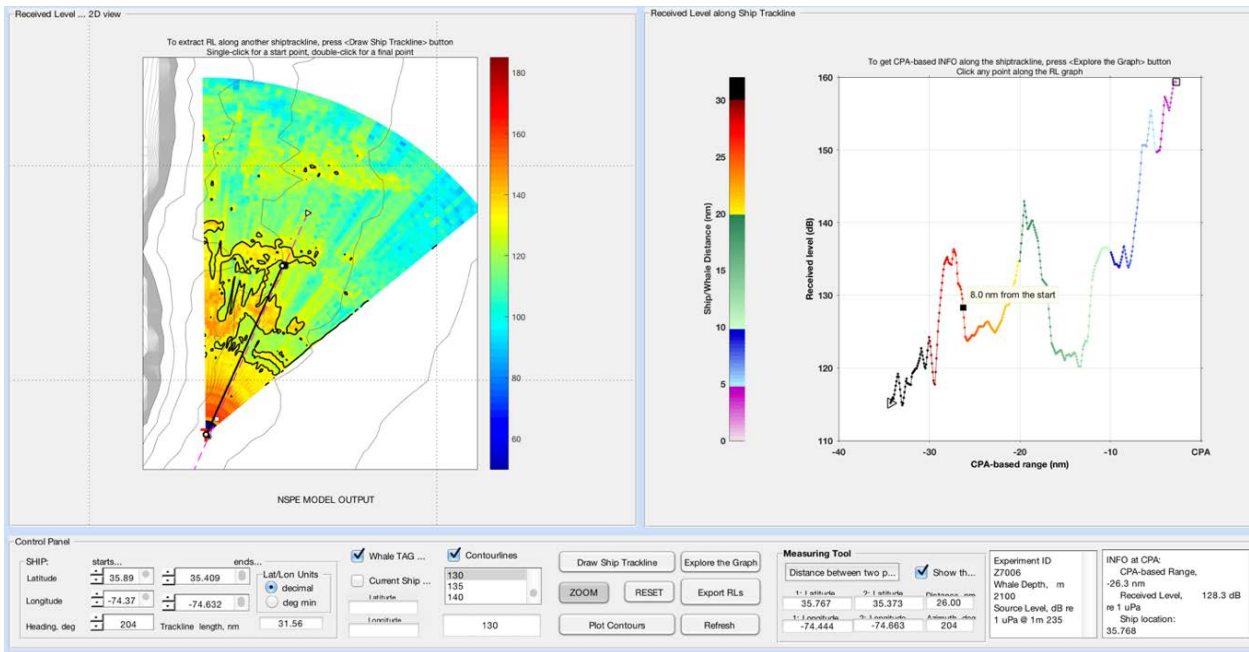 Received Level ... 2D view
To extract RL along another shiptrackline, press <Draw Ship Trackline> button
Single-click for a start point, double-click for a final point
180
160
140
120
100
80
60
NSPE MODEL OUTPUT
Received Level along Ship Trackline
To get CPA-based INFO along the shiptrackline, press <Explore the Graph> button
Click any point along the RL graph
Ship/Whale Distance (nm)
30
25
20
15
10
5
0
Received level (dB)
160
150
140
130
120
110
8.0 nm from the start
-40
-30
-20
-10
CPA
CPA-based range (nm)
Control Panel
SHIP:
starts...
ends...
Latitude
35.89
35.409
Longitude
-74.37
-74.632
Heading, deg
204
Trackline length, nm
31.56
Lat/Lon Units
decimal
deg min
Whale TAG ...
Current Ship ...
Latitude
Longitude
Contourlines
130
135
140
130
Draw Ship Trackline
Explore the Graph
ZOOM
RESET
Export RLs
Plot Contours
Refresh
Measuring Tool
Distance between two p...
Show th...
1: Latitude
2: Latitude
Distance, nm
35.767
35.373
26.00
1: Longitude
2: Longitude
Azimuth, deg
-74.444
-74.663
204
Experiment ID
Z7006
Whale Depth, m
2100
Source Level, dB re
1 uPa @ 1m 235
INFO at CPA:
CPA-based Range,
-26.3 nm
Received Level, 128.3 dB
re 1 uPa
Ship location:
35.768